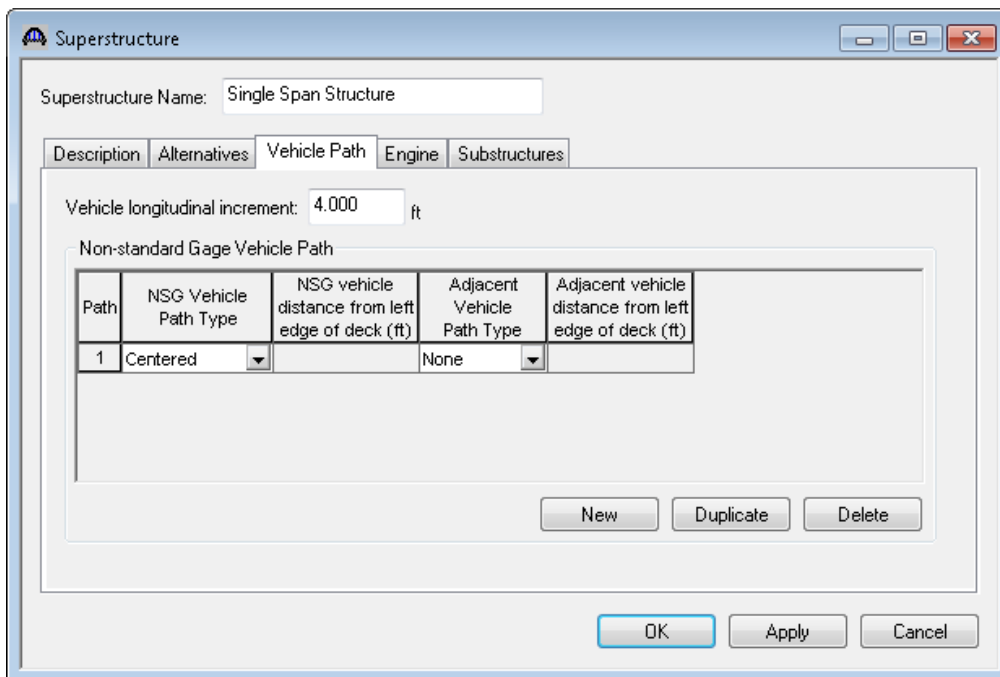 Superstructure
Superstructure Name: Single Span Structure
Description Alternatives Vehicle Path Engine Substructures
Vehicle longitudinal increment: 4.000 ft
Non-standard Gage Vehicle Path
Path
NSG Vehicle
Path Type
NSG vehicle
distance from left
edge of deck (ft)
Adjacent
Vehicle
Path Type
Adjacent vehicle
distance from left
edge of deck (ft)
1 Centered None
New Duplicate Delete
OK Apply Cancel